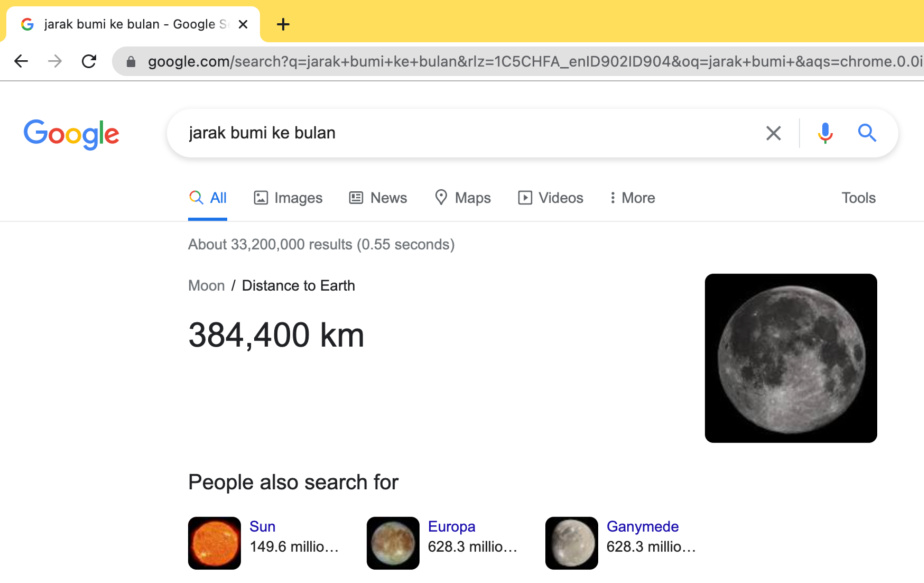 jarak bumi ke bulan - Google S
google.com/search?q=jarak+bumi+ke+bulan&rlz=1C5CHFA_enID902ID904&oq=jarak+bumi+&aqs=chrome.0.0i
Google
jarak bumi ke bulan
All Images News Maps Videos More Tools
About 33,200,000 results (0.55 seconds)
Moon / Distance to Earth
384,400 km
People also search for
Sun
149.6 millio…
Europa
628.3 millio…
Ganymede
628.3 millio…